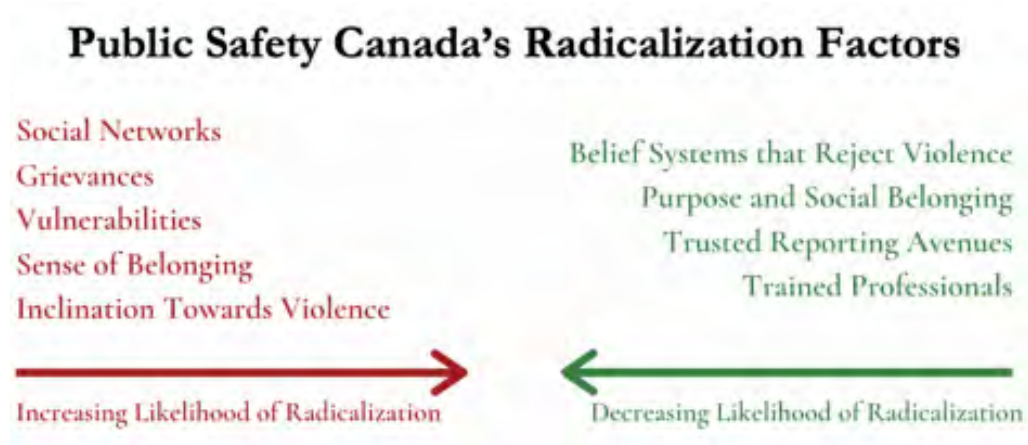 Public Safety Canada's Radicalization Factors
Social Networks
Grievances
Vulnerabilities
Sense of Belonging
Inclination Towards Violence
Increasing Likelihood of Radicalization
Belief Systems that Reject Violence
Purpose and Social Belonging
Trusted Reporting Avenues
Trained Professionals
Decreasing Likelihood of Radicalization